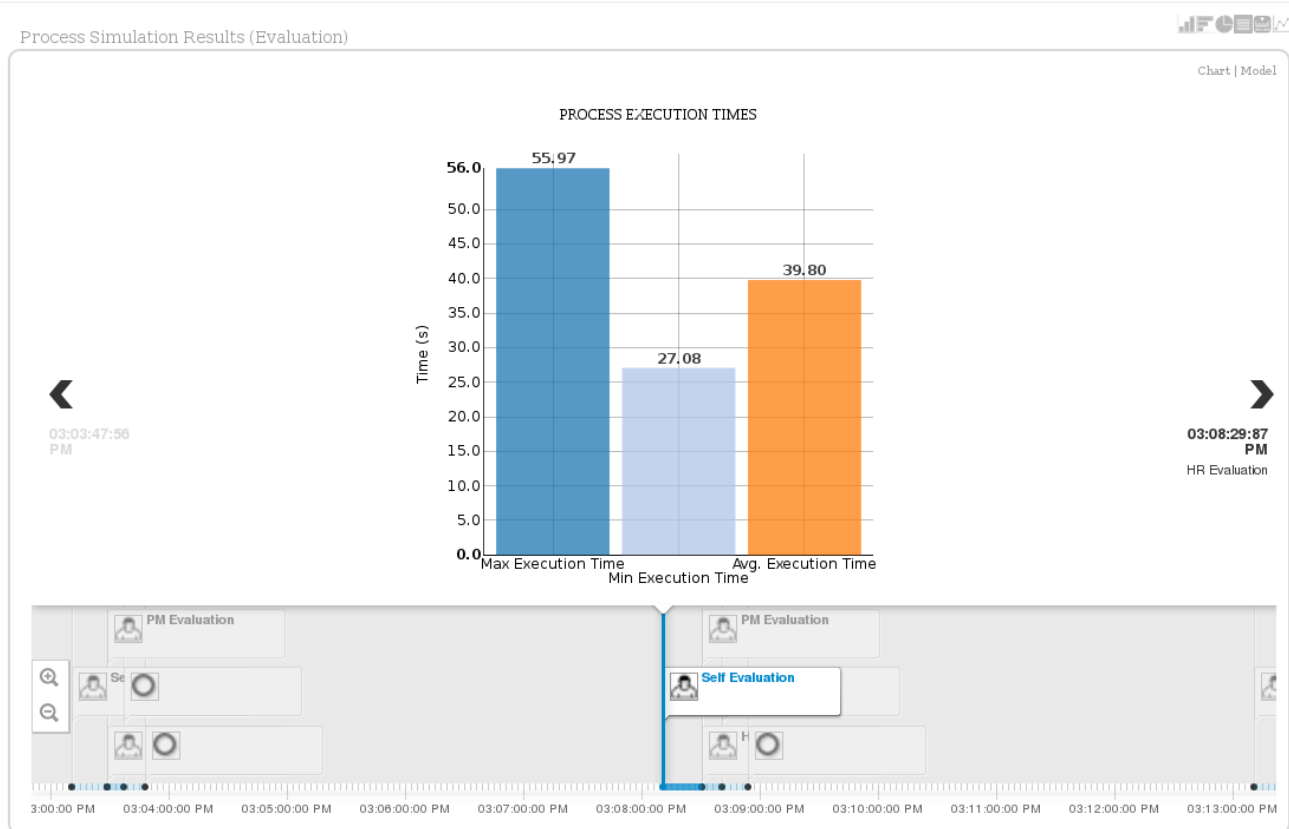 Process Simulation Results (Evaluation)
Chart | Model
PROCESS EXECUTION TIMES
55.97
56.0
50.0
45.0
39.80
40.0
35.0
Time (s)
30.0
27.08
25.0
20.0
15.0
10.0
5.0
0.0
Max Execution Time
Min Execution Time
Avg. Execution Time
03:03:47:56
PM
03:08:29:87
PM
HR Evaluation
PM Evaluation
PM Evaluation
Se
Self Evaluation
H
3:00:00 PM
03:04:00:00 PM
03:05:00:00 PM
03:06:00:00 PM
03:07:00:00 PM
03:08:00:00 PM
03:09:00:00 PM
03:10:00:00 PM
03:11:00:00 PM
03:12:00:00 PM
03:13:00:00 PM